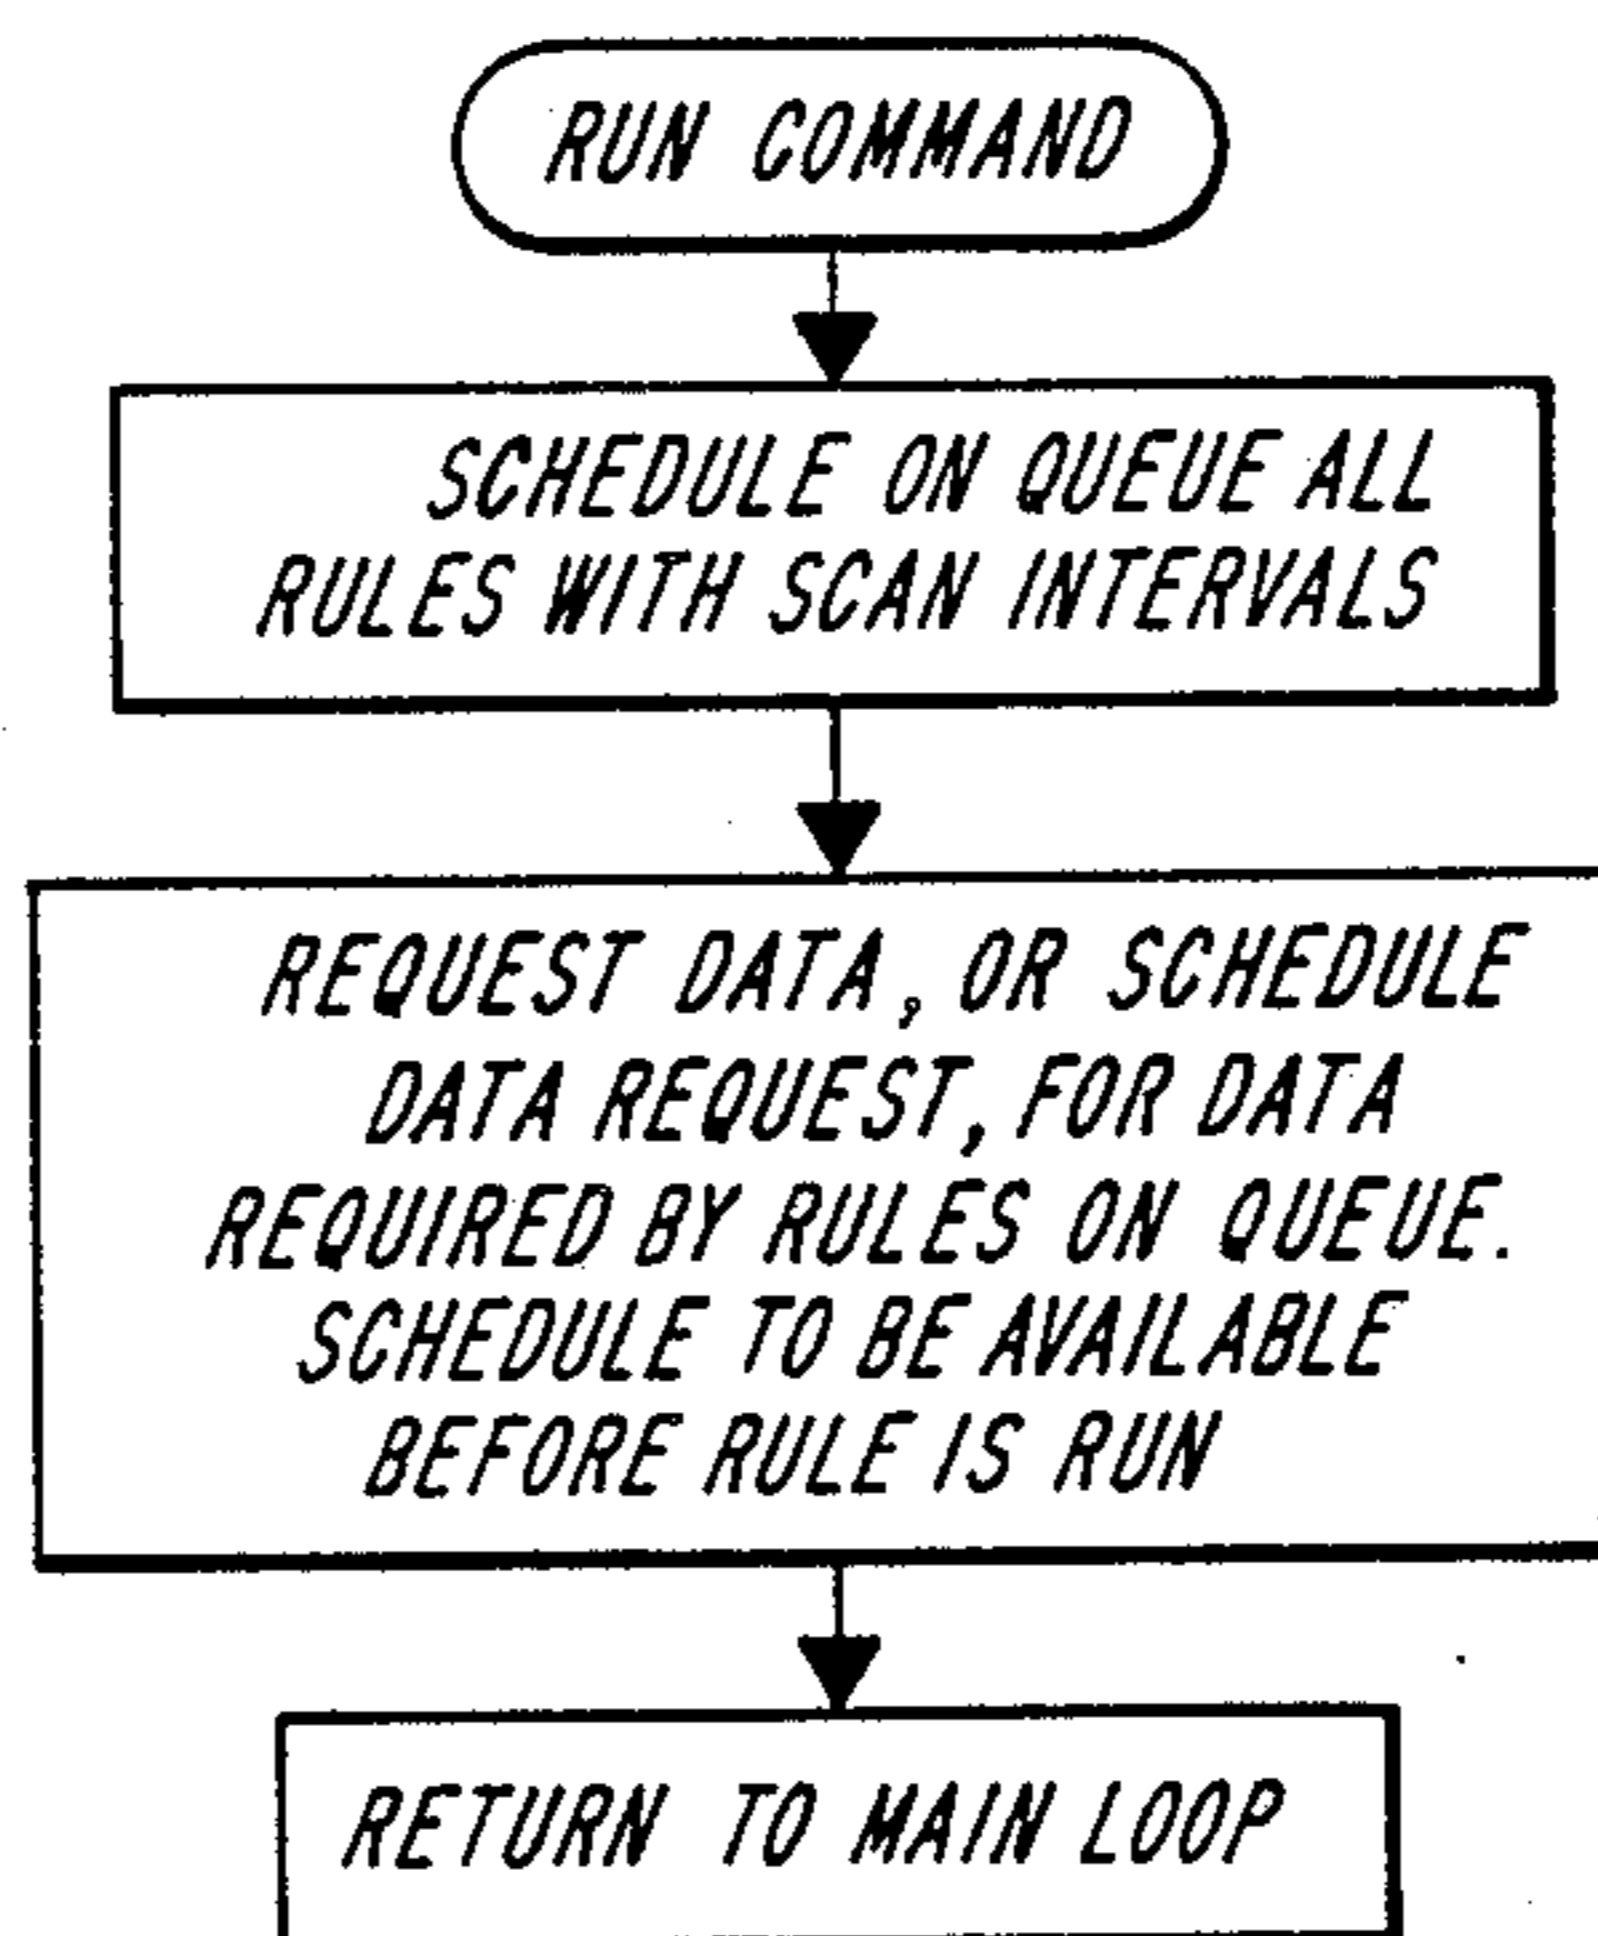 RUN COMMAND
SCHEDULE ON QUEUE ALL
RULES WITH SCAN INTERVALS
REQUEST DATA, OR SCHEDULE
DATA REQUEST, FOR DATA
REQUIRED BY RULES ON QUEUE.
SCHEDULE TO BE AVAILABLE
BEFORE RULE IS RUN
RETURN TO MAIN LOOP